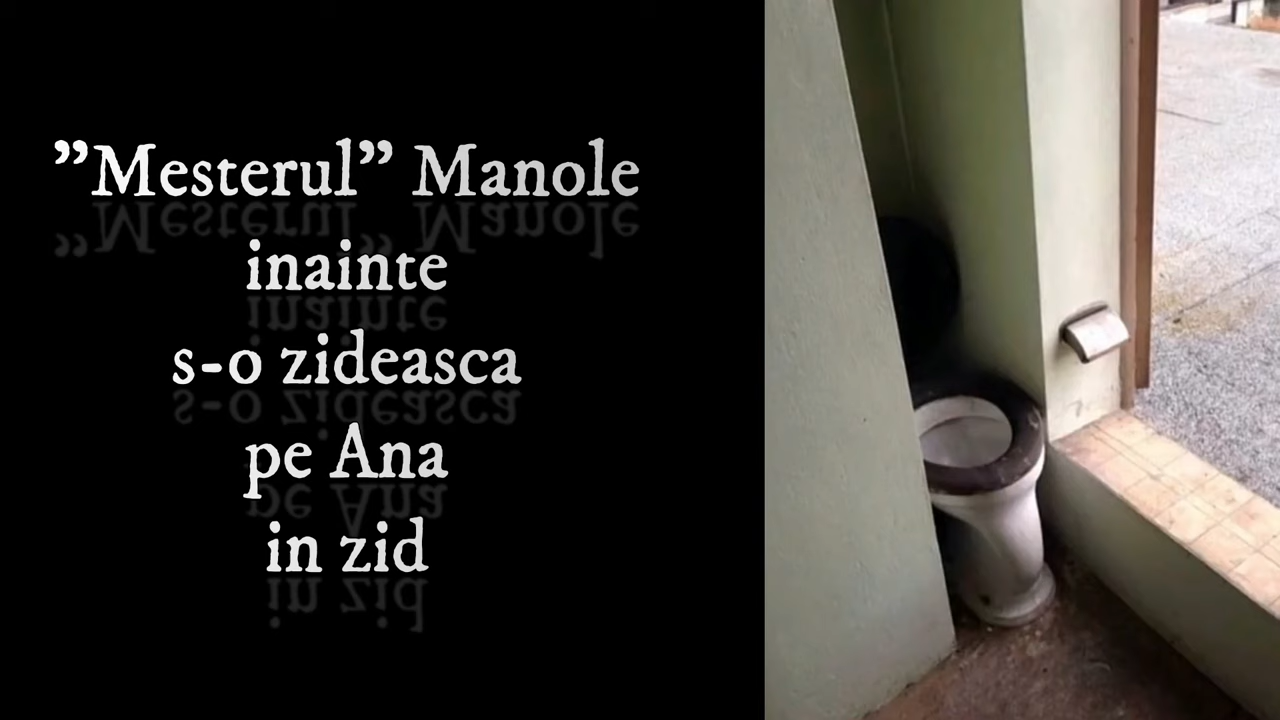 ”Mesterul” Manole
inainte
s-o zideasca
pe Ana
in zid